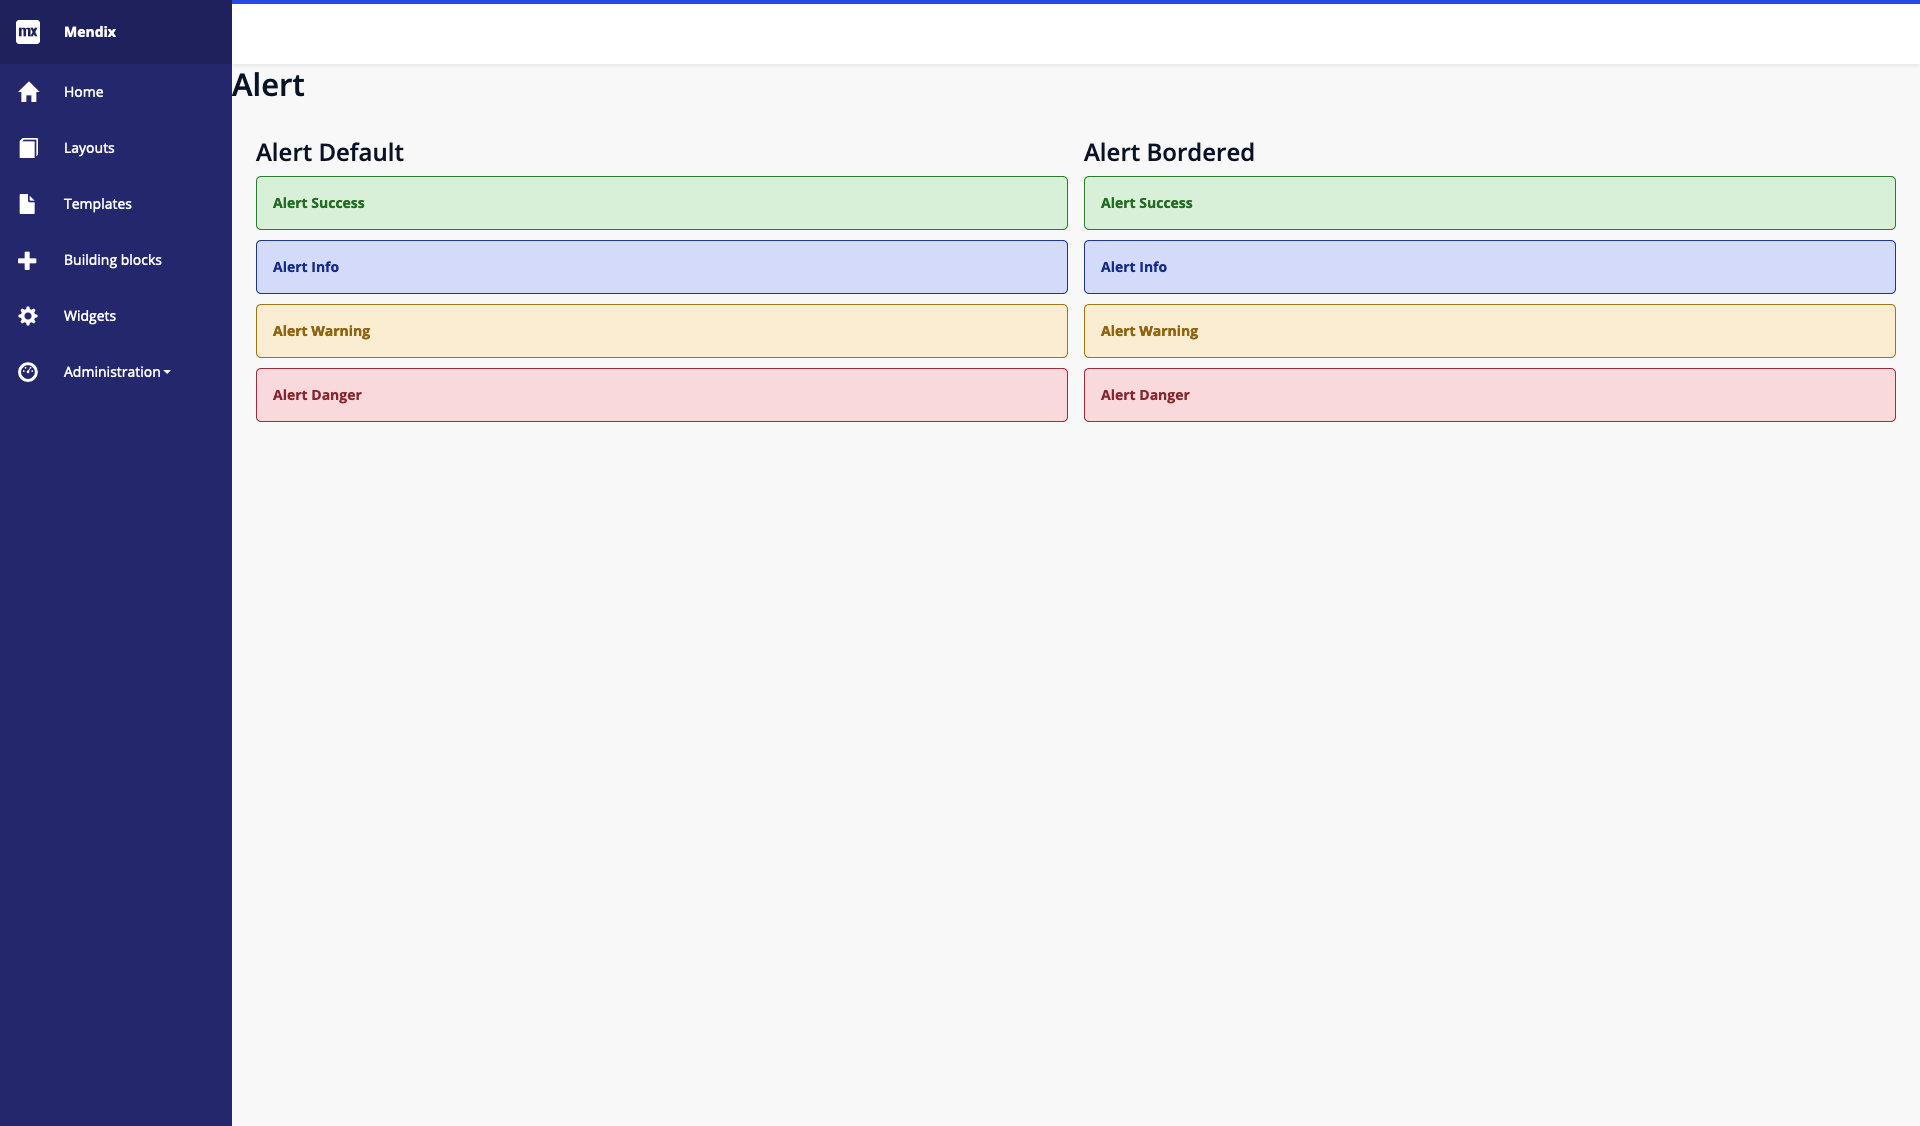 mx
Mendix
Home
Layouts
Templates
Building blocks
Widgets
Administration
Alert
Alert Default
Alert Success
Alert Info
Alert Warning
Alert Danger
Alert Bordered
Alert Success
Alert Info
Alert Warning
Alert Danger